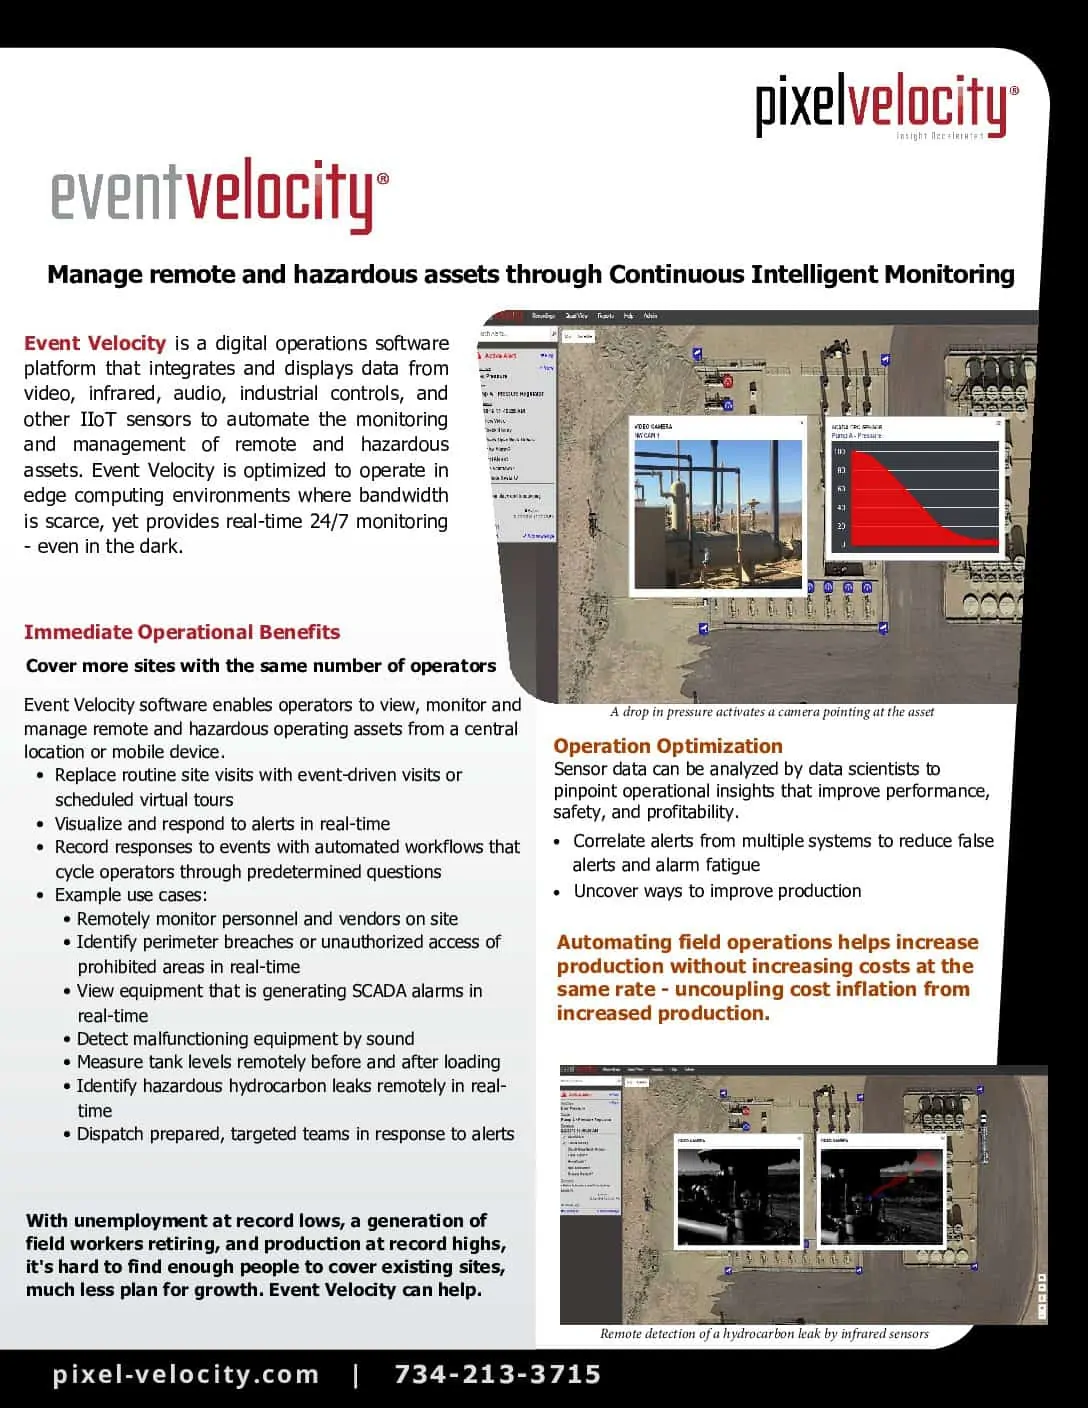 pixelvelocity®
Insight Accelerated
eventvelocity®
Manage remote and hazardous assets through Continuous Intelligent Monitoring
Event Velocity is a digital operations software
platform that integrates and displays data from
video, infrared, audio, industrial controls, and
other IIoT sensors to automate the monitoring
and management of remote and hazardous
assets. Event Velocity is optimized to operate in
edge computing environments where bandwidth
is scarce, yet provides real-time 24/7 monitoring
- even in the dark.
Immediate Operational Benefits
Cover more sites with the same number of operators
Event Velocity software enables operators to view, monitor and
manage remote and hazardous operating assets from a central
location or mobile device.
• Replace routine site visits with event-driven visits or
scheduled virtual tours
• Visualize and respond to alerts in real-time
• Record responses to events with automated workflows that
cycle operators through predetermined questions
• Example use cases:
• Remotely monitor personnel and vendors on site
• Identify perimeter breaches or unauthorized access of
prohibited areas in real-time
• View equipment that is generating SCADA alarms in
real-time
• Detect malfunctioning equipment by sound
• Measure tank levels remotely before and after loading
• Identify hazardous hydrocarbon leaks remotely in real-
time
• Dispatch prepared, targeted teams in response to alerts
With unemployment at record lows, a generation of
field workers retiring, and production at record highs,
it's hard to find enough people to cover existing sites,
much less plan for growth. Event Velocity can help.
Recordings Quad View Reports Help Admin
Active Alert
Pressure
Pressure Regulator
VIDEO CAMERA
Pump A - Pressure
100
80
60
40
20
0
A drop in pressure activates a camera pointing at the asset
Operation Optimization
Sensor data can be analyzed by data scientists to
pinpoint operational insights that improve performance,
safety, and profitability.
• Correlate alerts from multiple systems to reduce false
alerts and alarm fatigue
• Uncover ways to improve production
Automating field operations helps increase
production without increasing costs at the
same rate - uncoupling cost inflation from
increased production.
VIDEO CAMERA
VIDEO CAMERA
Remote detection of a hydrocarbon leak by infrared sensors
pixel-velocity.com | 734-213-3715